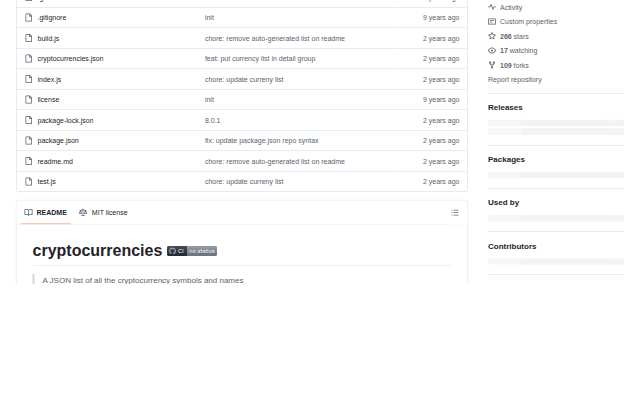 .gitignore init 9 years ago
build.js chore: remove auto-generated list on readme 2 years ago
cryptocurrencies.json feat: put currency list in detail group 2 years ago
index.js chore: update curreny list 2 years ago
license init 9 years ago
package-lock.json 8.0.1 2 years ago
package.json fix: update package.json repo syntax 2 years ago
readme.md chore: remove auto-generated list on readme 2 years ago
test.js chore: update curreny list 2 years ago
README MIT license
cryptocurrencies CI no status
A JSON list of all the cryptocurrency symbols and names
Activity
Custom properties
266 stars
17 watching
109 forks
Report repository
Releases
Packages
Used by
Contributors